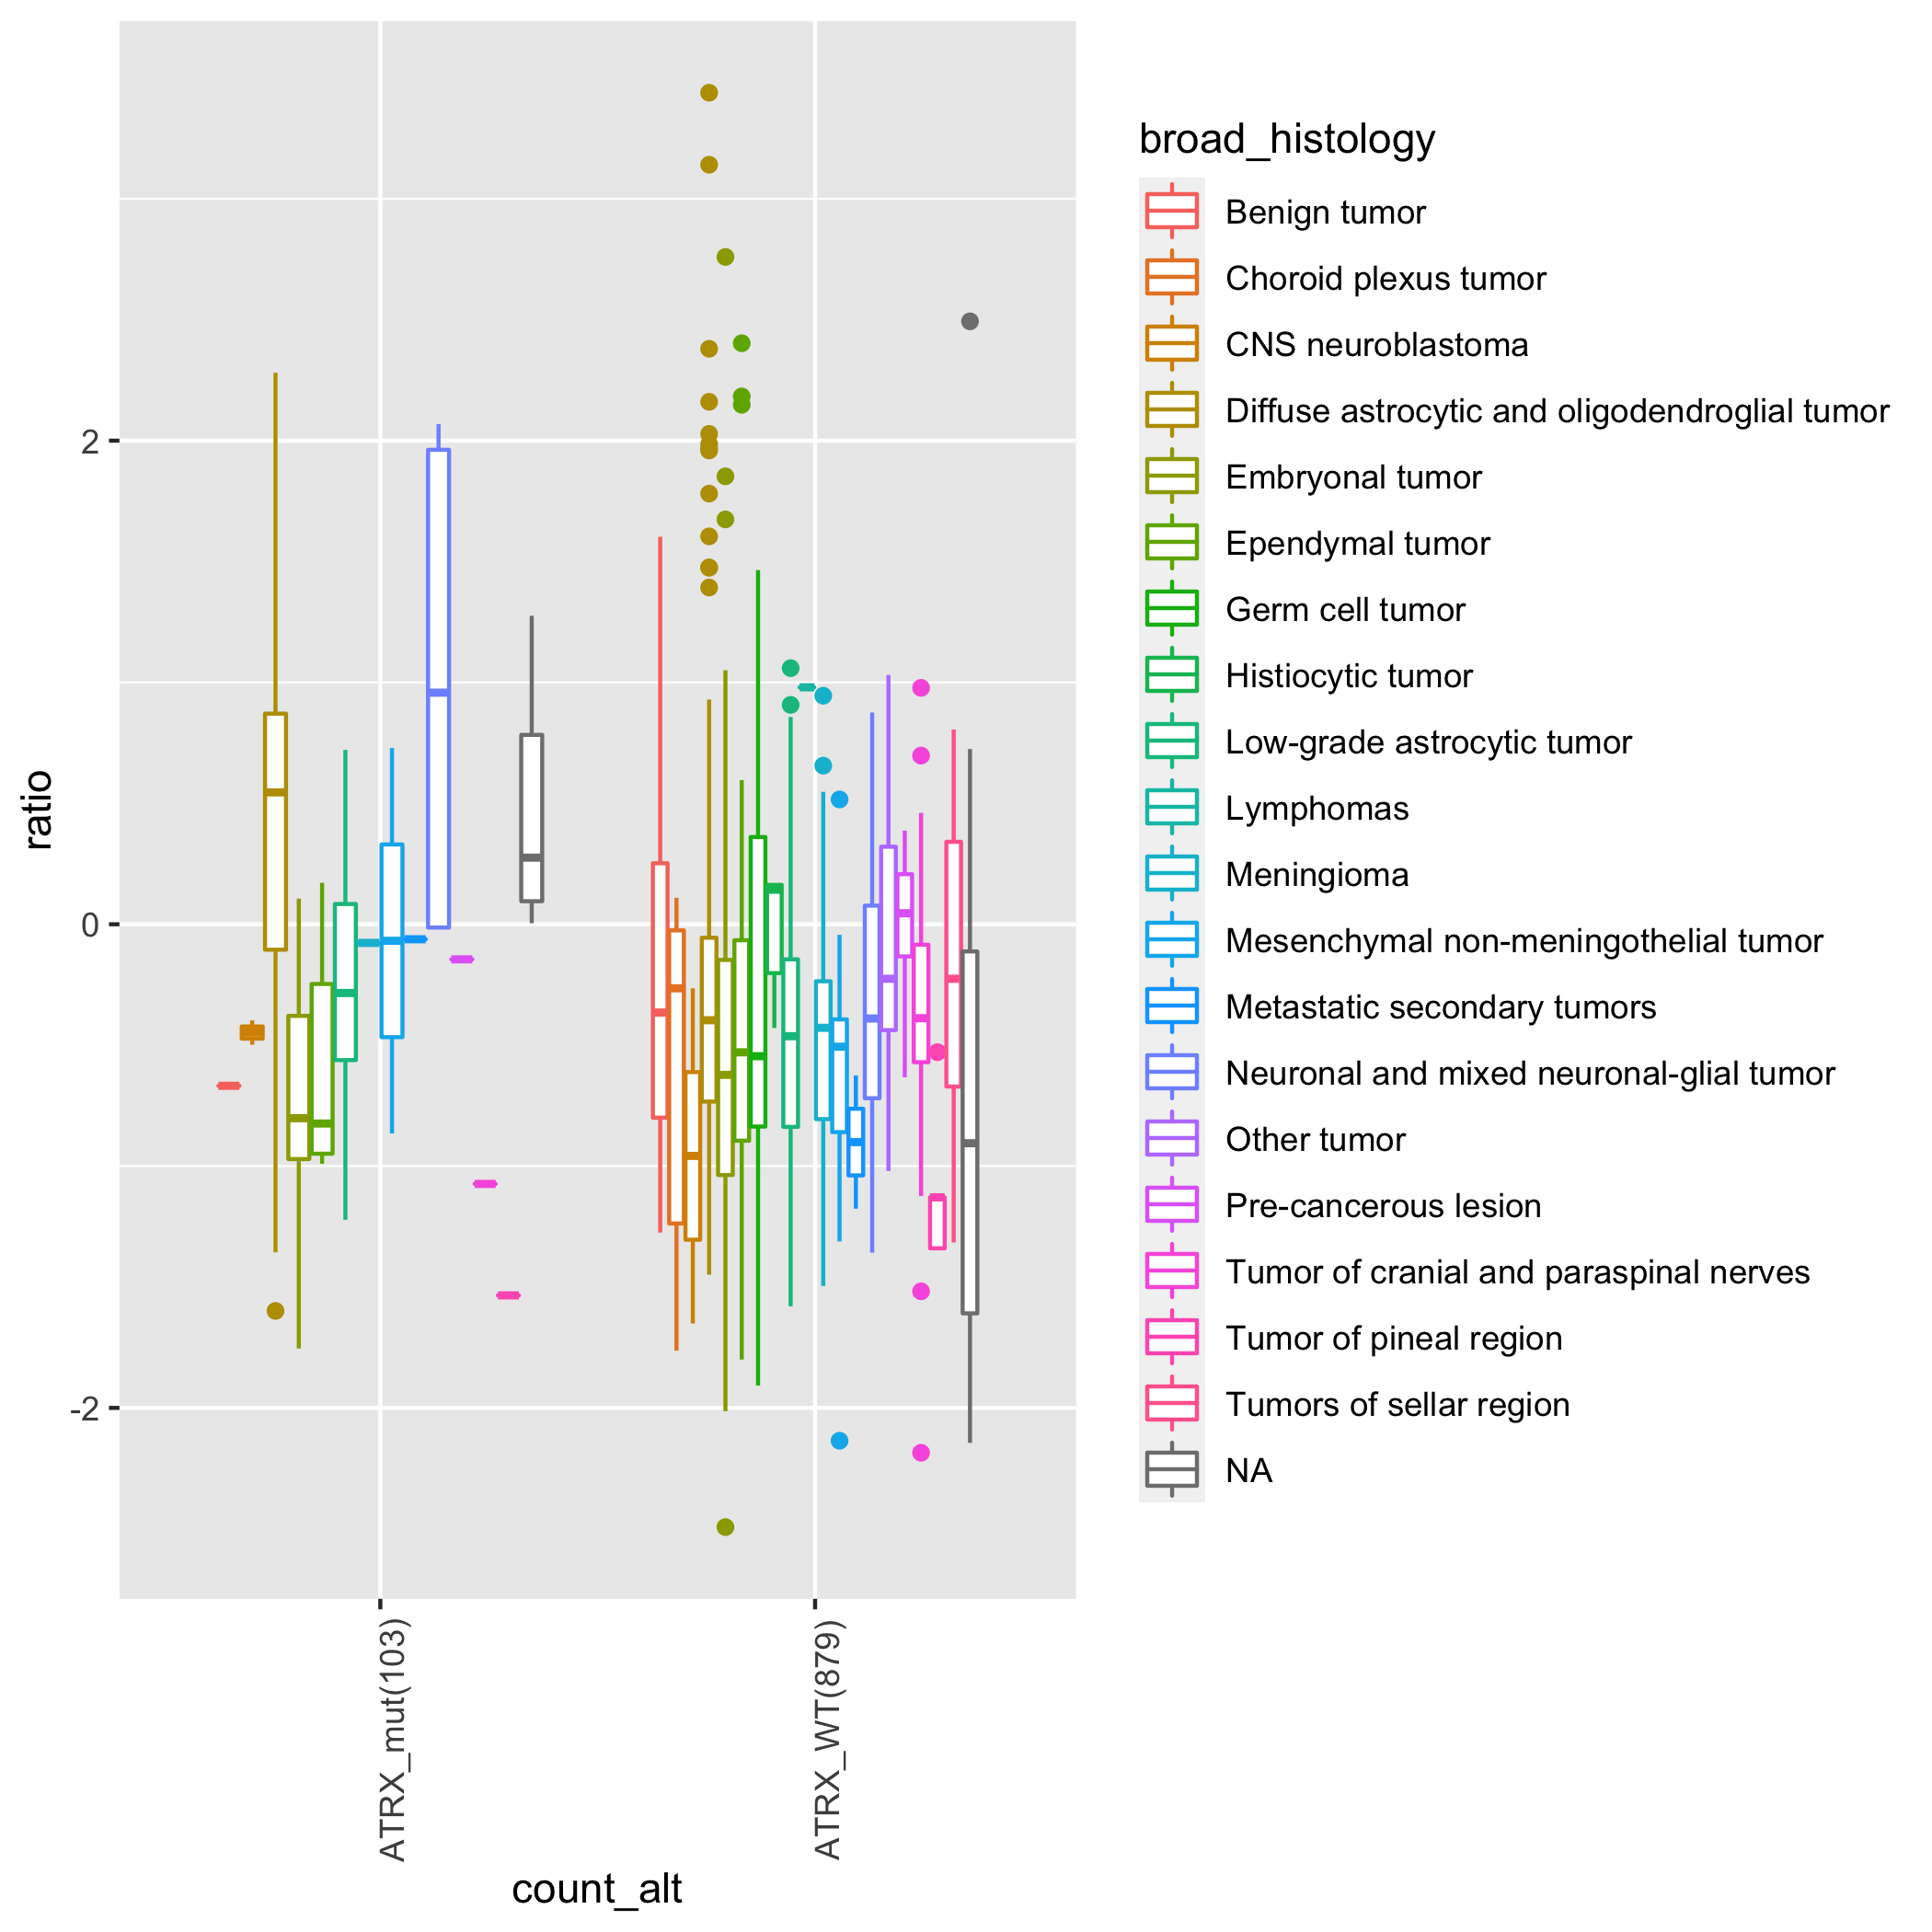 ratio
2
0
-2
ATRX_mut(103)
ATRX_WT(879)
count_alt
broad_histology
Benign tumor
Choroid plexus tumor
CNS neuroblastoma
Diffuse astrocytic and oligodendroglial tumor
Embryonal tumor
Ependymal tumor
Germ cell tumor
Histiocytic tumor
Low-grade astrocytic tumor
Lymphomas
Meningioma
Mesenchymal non-meningothelial tumor
Metastatic secondary tumors
Neuronal and mixed neuronal-glial tumor
Other tumor
Pre-cancerous lesion
Tumor of cranial and paraspinal nerves
Tumor of pineal region
Tumors of sellar region
NA